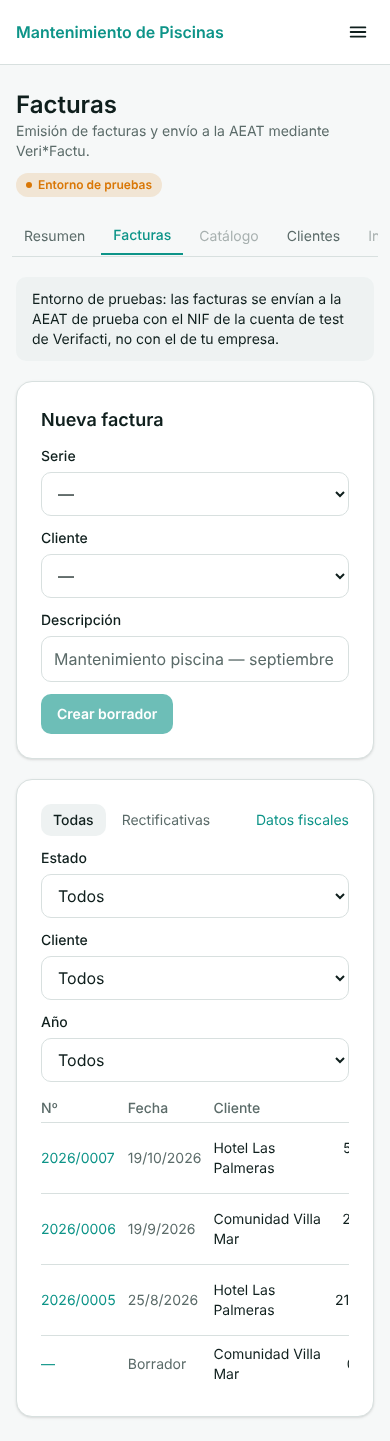 Mantenimiento de Piscinas
Facturas
Emisión de facturas y envío a la AEAT mediante
Veri*Factu.
Entorno de pruebas
Resumen Facturas Catálogo Clientes
Entorno de pruebas: las facturas se envían a la
AEAT de prueba con el NIF de la cuenta de test
de Verifacti, no con el de tu empresa.
Nueva factura
Serie
—
Cliente
—
Descripción
Mantenimiento piscina — septiembre
Crear borrador
Todas Rectificativas Datos fiscales
Estado
Todos
Cliente
Todos
Año
Todos
Nº Fecha Cliente
2026/0007 19/10/2026 Hotel Las
Palmeras
2026/0006 19/9/2026 Comunidad Villa
Mar
2026/0005 25/8/2026 Hotel Las
Palmeras
— Borrador Comunidad Villa
Mar